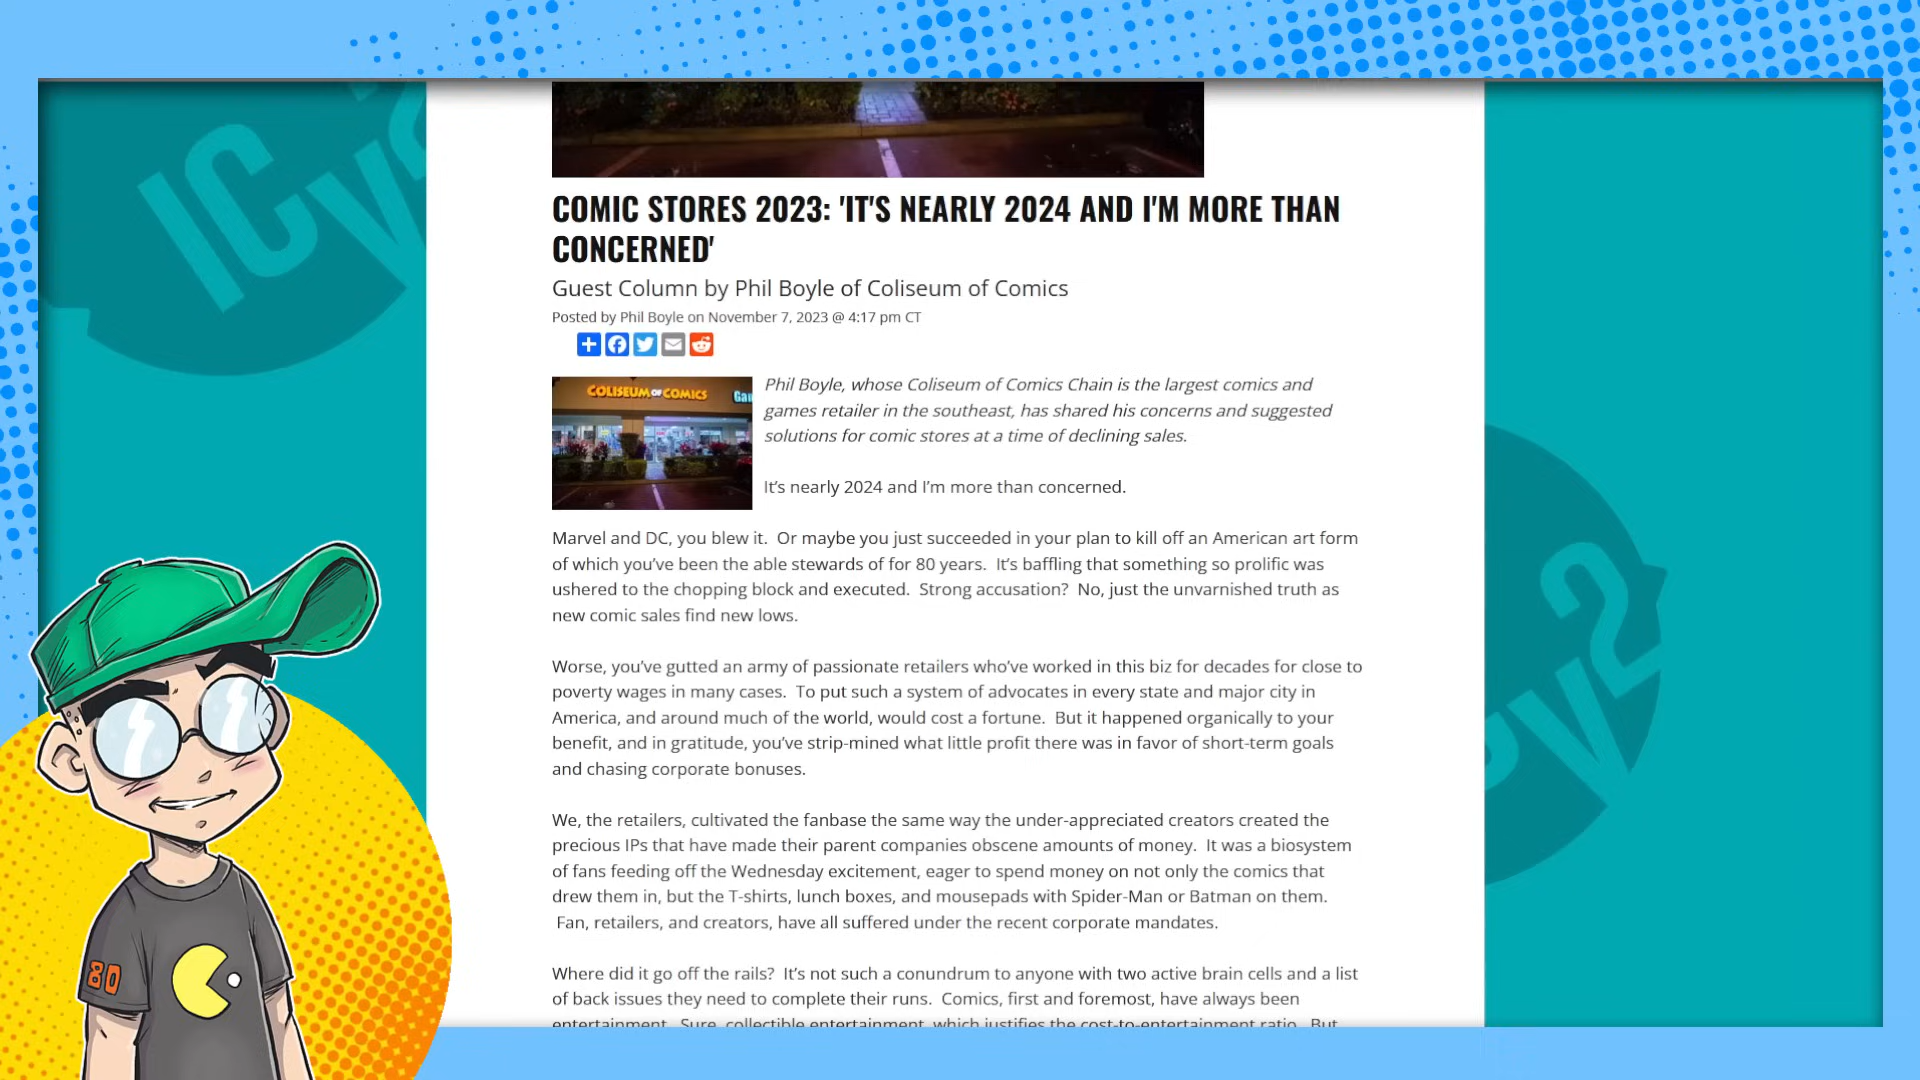 ICv2
COMIC STORES 2023: 'IT'S NEARLY 2024 AND I'M MORE THAN
CONCERNED'
Guest Column by Phil Boyle of Coliseum of Comics
Posted by Phil Boyle on November 7, 2023 @ 4:17 pm CT
COLISEUM OF COMICS
Phil Boyle, whose Coliseum of Comics Chain is the largest comics and
games retailer in the southeast, has shared his concerns and suggested
solutions for comic stores at a time of declining sales.
It's nearly 2024 and I'm more than concerned.
Marvel and DC, you blew it.  Or maybe you just succeeded in your plan to kill off an American art form
of which you've been the able stewards of for 80 years.  It's baffling that something so prolific was
ushered to the chopping block and executed.  Strong accusation?  No, just the unvarnished truth as
new comic sales find new lows.
Worse, you've gutted an army of passionate retailers who've worked in this biz for decades for close to
poverty wages in many cases.  To put such a system of advocates in every state and major city in
America, and around much of the world, would cost a fortune.  But it happened organically to your
benefit, and in gratitude, you've strip-mined what little profit there was in favor of short-term goals
and chasing corporate bonuses.
We, the retailers, cultivated the fanbase the same way the under-appreciated creators created the
precious IPs that have made their parent companies obscene amounts of money.  It was a biosystem
of fans feeding off the Wednesday excitement, eager to spend money on not only the comics that
drew them in, but the T-shirts, lunch boxes, and mousepads with Spider-Man or Batman on them.
Fan, retailers, and creators, have all suffered under the recent corporate mandates.
Where did it go off the rails?  It's not such a conundrum to anyone with two active brain cells and a list
of back issues they need to complete their runs.  Comics, first and foremost, have always been
entertainment.  Sure, collectible entertainment, which justifies the cost-to-entertainment ratio.  But
80